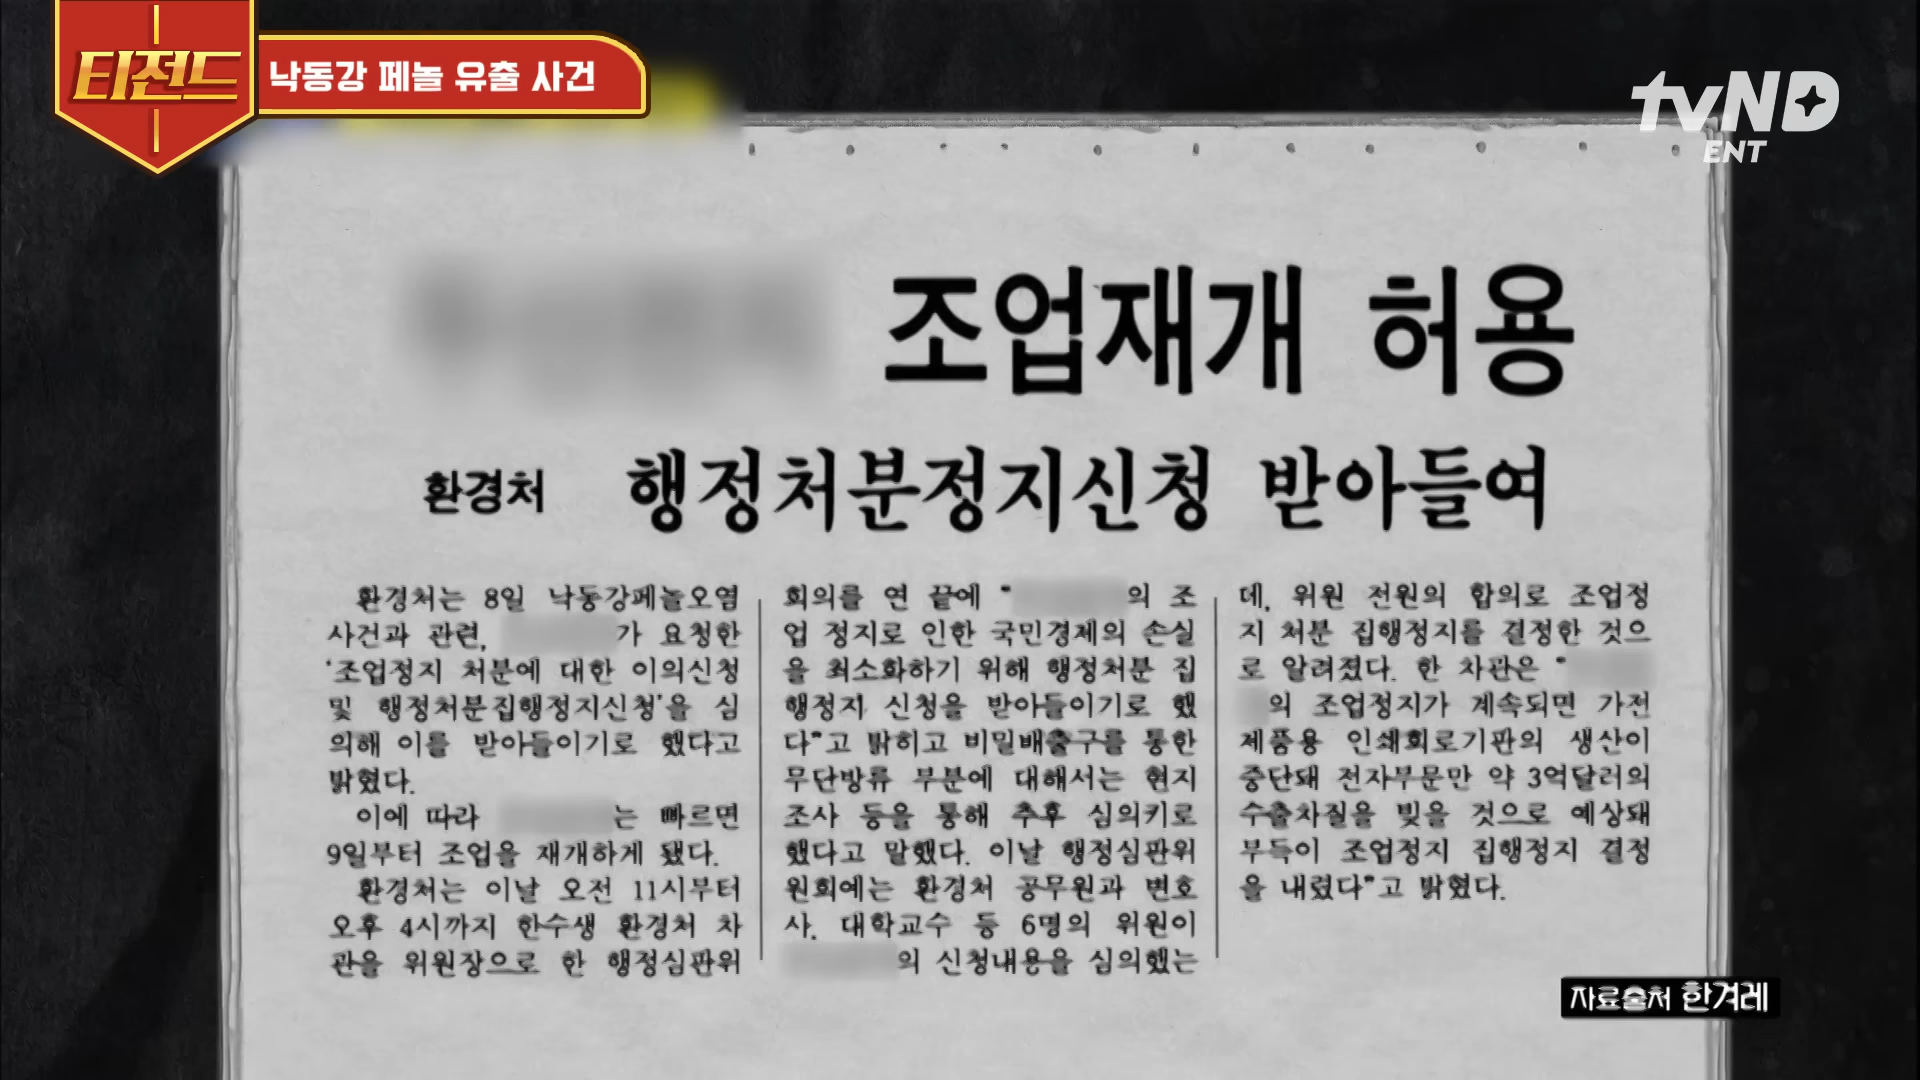 티전드
낙동강 페놀 유출 사건
tvND
ENT
조업재개 허용
환경처 행정처분정지신청 받아들여
환경처는 8일 낙동강페놀오염
사건과 관련, 가 요청한
‘조업정지 처분에 대한 이의신청
및 행정처분집행정지신청’을 심
의해 이를 받아들이기로 했다고
밝혔다.
이에 따라 는 빠르면
9일부터 조업을 재개하게 됐다.
환경처는 이날 오전 11시부터
오후 4시까지 한수생 환경처 차
관을 위원장으로 한 행정심판위
회의를 연 끝에 “ 의 조
업 정지로 인한 국민경제의 손실
을 최소화하기 위해 행정처분 집
행정지 신청을 받아들이기로 했
다”고 밝히고 비밀배출구를 통한
무단방류 부분에 대해서는 현지
조사 등을 통해 추후 심의키로
했다고 말했다. 이날 행정심판위
원회에는 환경처 공무원과 변호
사, 대학교수 등 6명의 위원이
의 신청내용을 심의했는
데, 위원 전원의 합의로 조업정
지 처분 집행정지를 결정한 것으
로 알려졌다. 한 차관은 “
의 조업정지가 계속되면 가전
제품용 인쇄회로기판의 생산이
중단돼 전자부문만 약 3억달러의
수출차질을 빚을 것으로 예상돼
부득이 조업정지 집행정지 결정
을 내렸다”고 밝혔다.
자료출처 한겨레